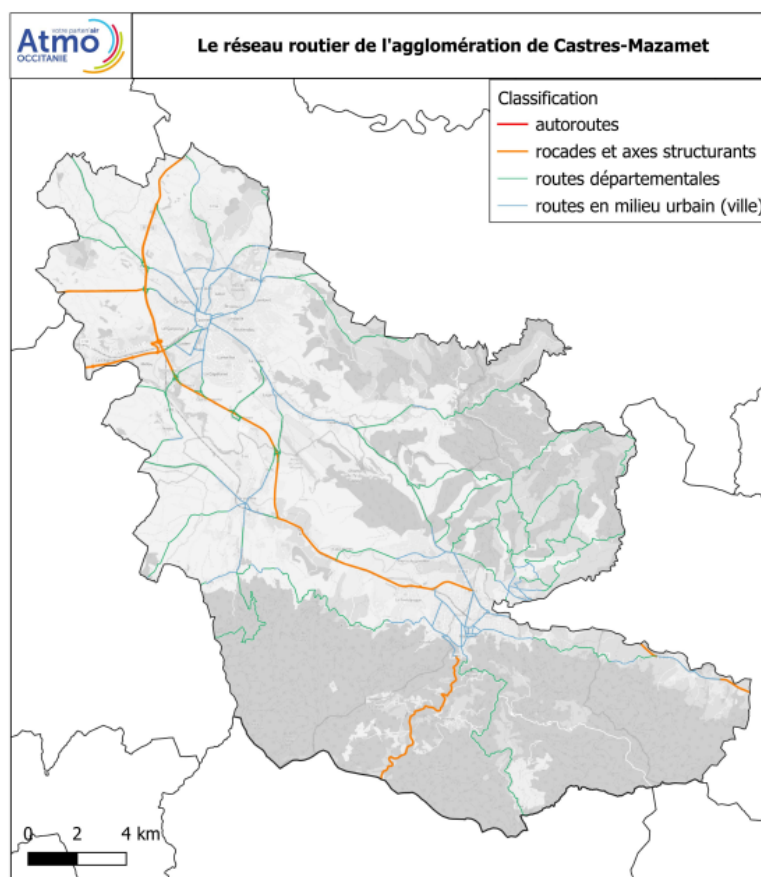 votre parten'air
Atmo
OCCITANIE
Le réseau routier de l'agglomération de Castres-Mazamet
Classification
autoroutes
rocades et axes structurants
routes départementales
routes en milieu urbain (ville)
0 2 4 km